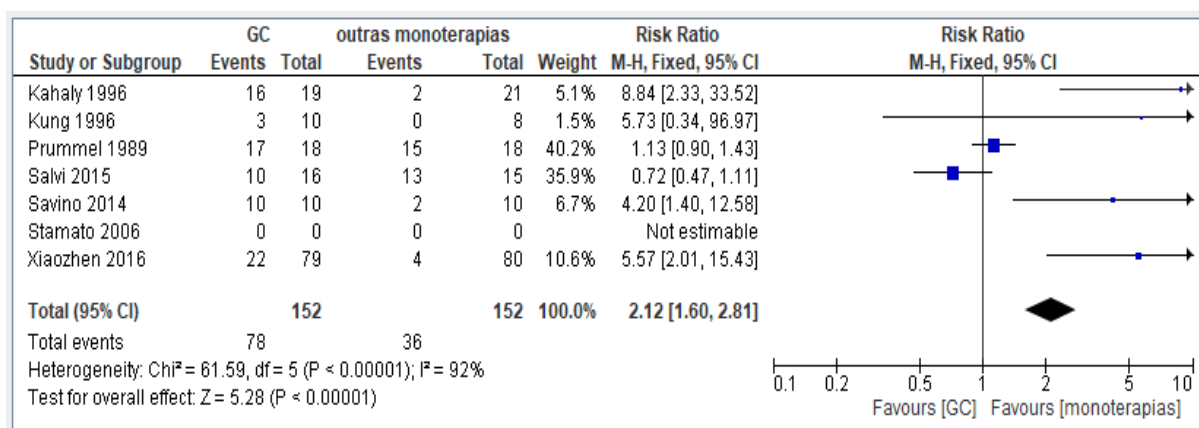 GC outras monoterapias Risk Ratio Risk Ratio
Study or Subgroup Events Total Events Total Weight M-H, Fixed, 95% CI M-H, Fixed, 95% CI
Kahaly 1996 16 19 2 21 5.1% 8.84 [2.33, 33.52]
Kung 1996 3 10 0 8 1.5% 5.73 [0.34, 96.97]
Prummel 1989 17 18 15 18 40.2% 1.13 [0.90, 1.43]
Salvi 2015 10 16 13 15 35.9% 0.72 [0.47, 1.11]
Savino 2014 10 10 2 10 6.7% 4.20 [1.40, 12.58]
Stamato 2006 0 0 0 0 Not estimable
Xiaozhen 2016 22 79 4 80 10.6% 5.57 [2.01, 15.43]
Total (95% CI) 152 152 100.0% 2.12 [1.60, 2.81]
Total events 78 36
Heterogeneity: Chi² = 61.59, df = 5 (P < 0.00001); I² = 92%
Test for overall effect: Z = 5.28 (P < 0.00001)
0.1 0.2 0.5 1 2 5 10
Favours [GC] Favours [monoterapias]